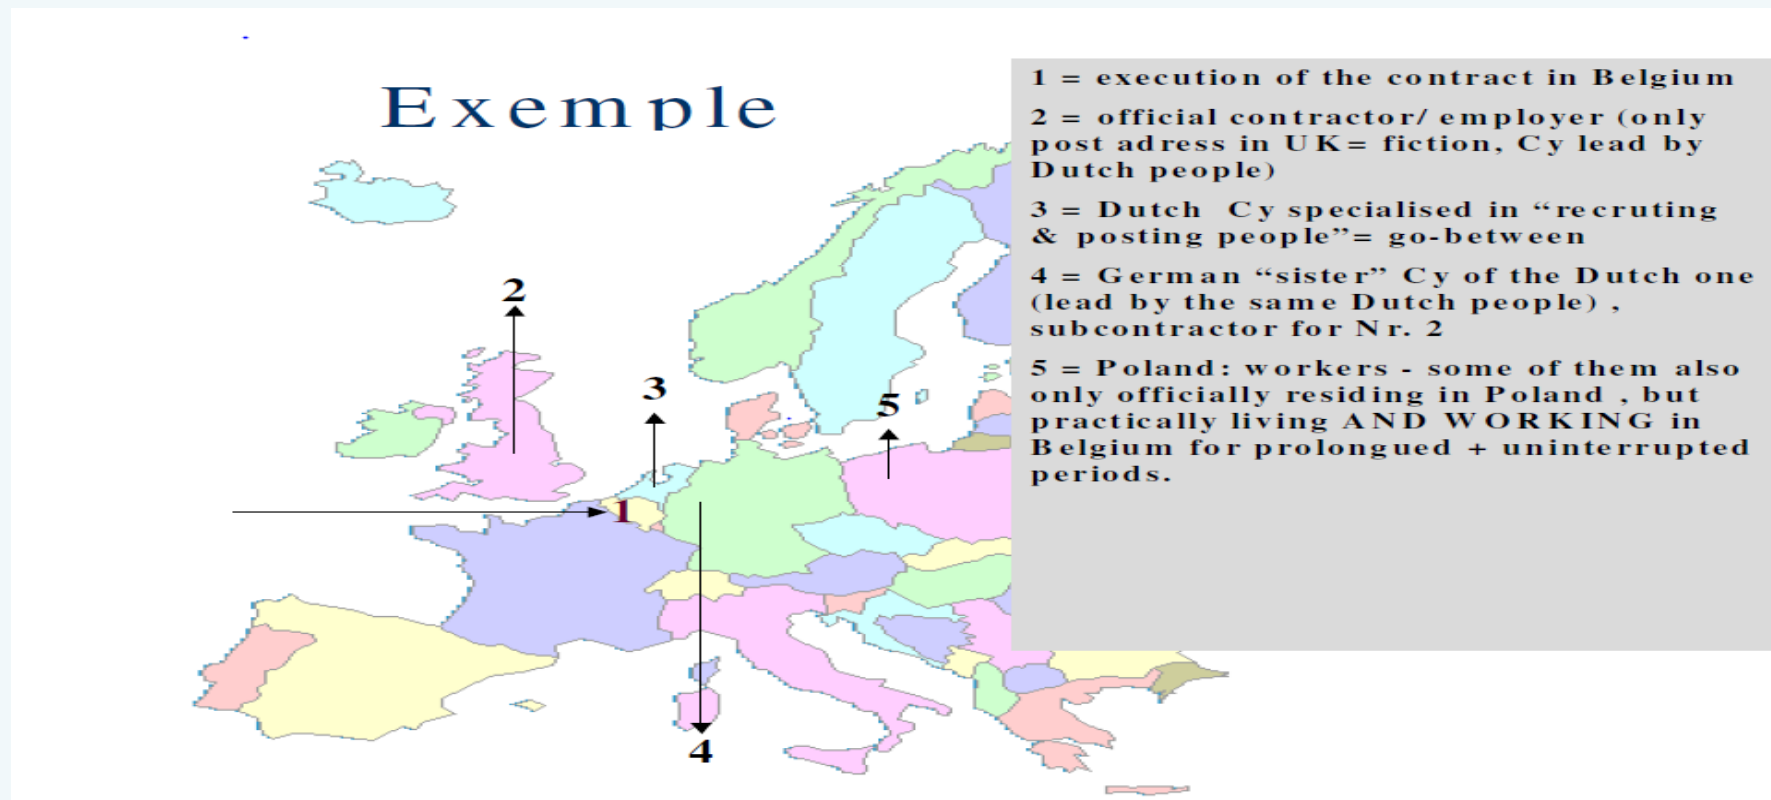 Exemple
1 = execution of the contract in Belgium
2 = official contractor/ employer (only
post adress in UK= fiction, Cy lead by
Dutch people)
3 = Dutch Cy specialised in “recruting
& posting people”= go-between
4 = German “sister” Cy of the Dutch one
(lead by the same Dutch people) ,
subcontractor for Nr. 2
5 = Poland: workers - some of them also
only officially residing in Poland , but
practically living AND WORKING in
Belgium for prolongued + uninterrupted
periods.
2
3
5
1
4